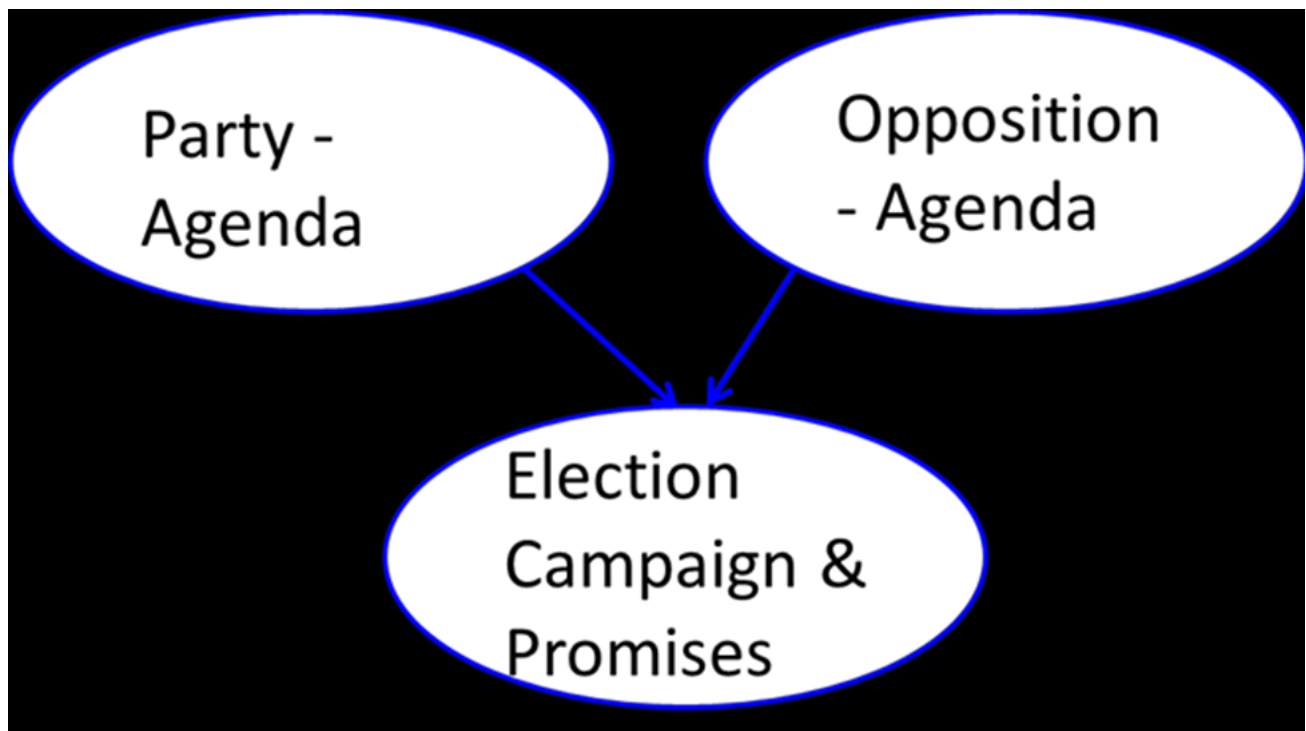 Party -
Agenda
Opposition
- Agenda
Election
Campaign &
Promises